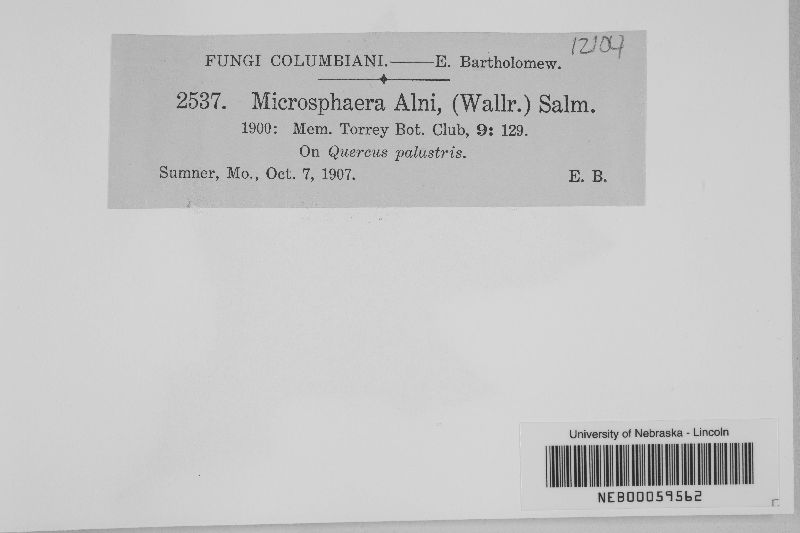 12104
FUNGI COLUMBIANI.——E. Bartholomew.
2537. Microsphaera Alni, (Wallr.) Salm.
1900: Mem. Torrey Bot. Club, 9: 129.
On Quercus palustris.
Sumner, Mo., Oct. 7, 1907.
E. B.
University of Nebraska - Lincoln
NEB00059562